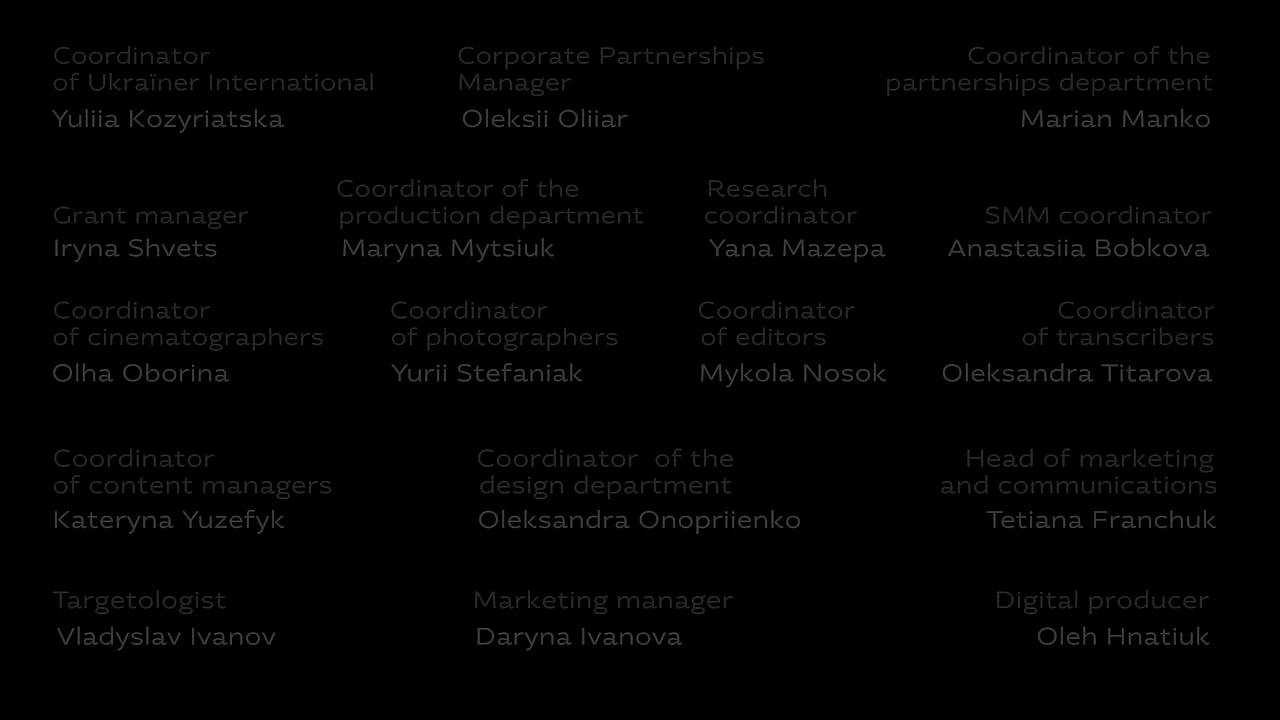 Coordinator
of Ukraïner International
Yuliia Kozyriatska
Corporate Partnerships
Manager
Oleksii Oliiar
Coordinator of the
partnerships department
Marian Manko
Grant manager
Iryna Shvets
Coordinator of the
production department
Maryna Mytsiuk
Research
coordinator
Yana Mazepa
SMM coordinator
Anastasiia Bobkova
Coordinator
of cinematographers
Olha Oborina
Coordinator
of photographers
Yurii Stefaniak
Coordinator
of editors
Mykola Nosok
Coordinator
of transcribers
Oleksandra Titarova
Coordinator
of content managers
Kateryna Yuzefyk
Coordinator of the
design department
Oleksandra Onopriienko
Head of marketing
and communications
Tetiana Franchuk
Targetologist
Vladyslav Ivanov
Marketing manager
Daryna Ivanova
Digital producer
Oleh Hnatiuk